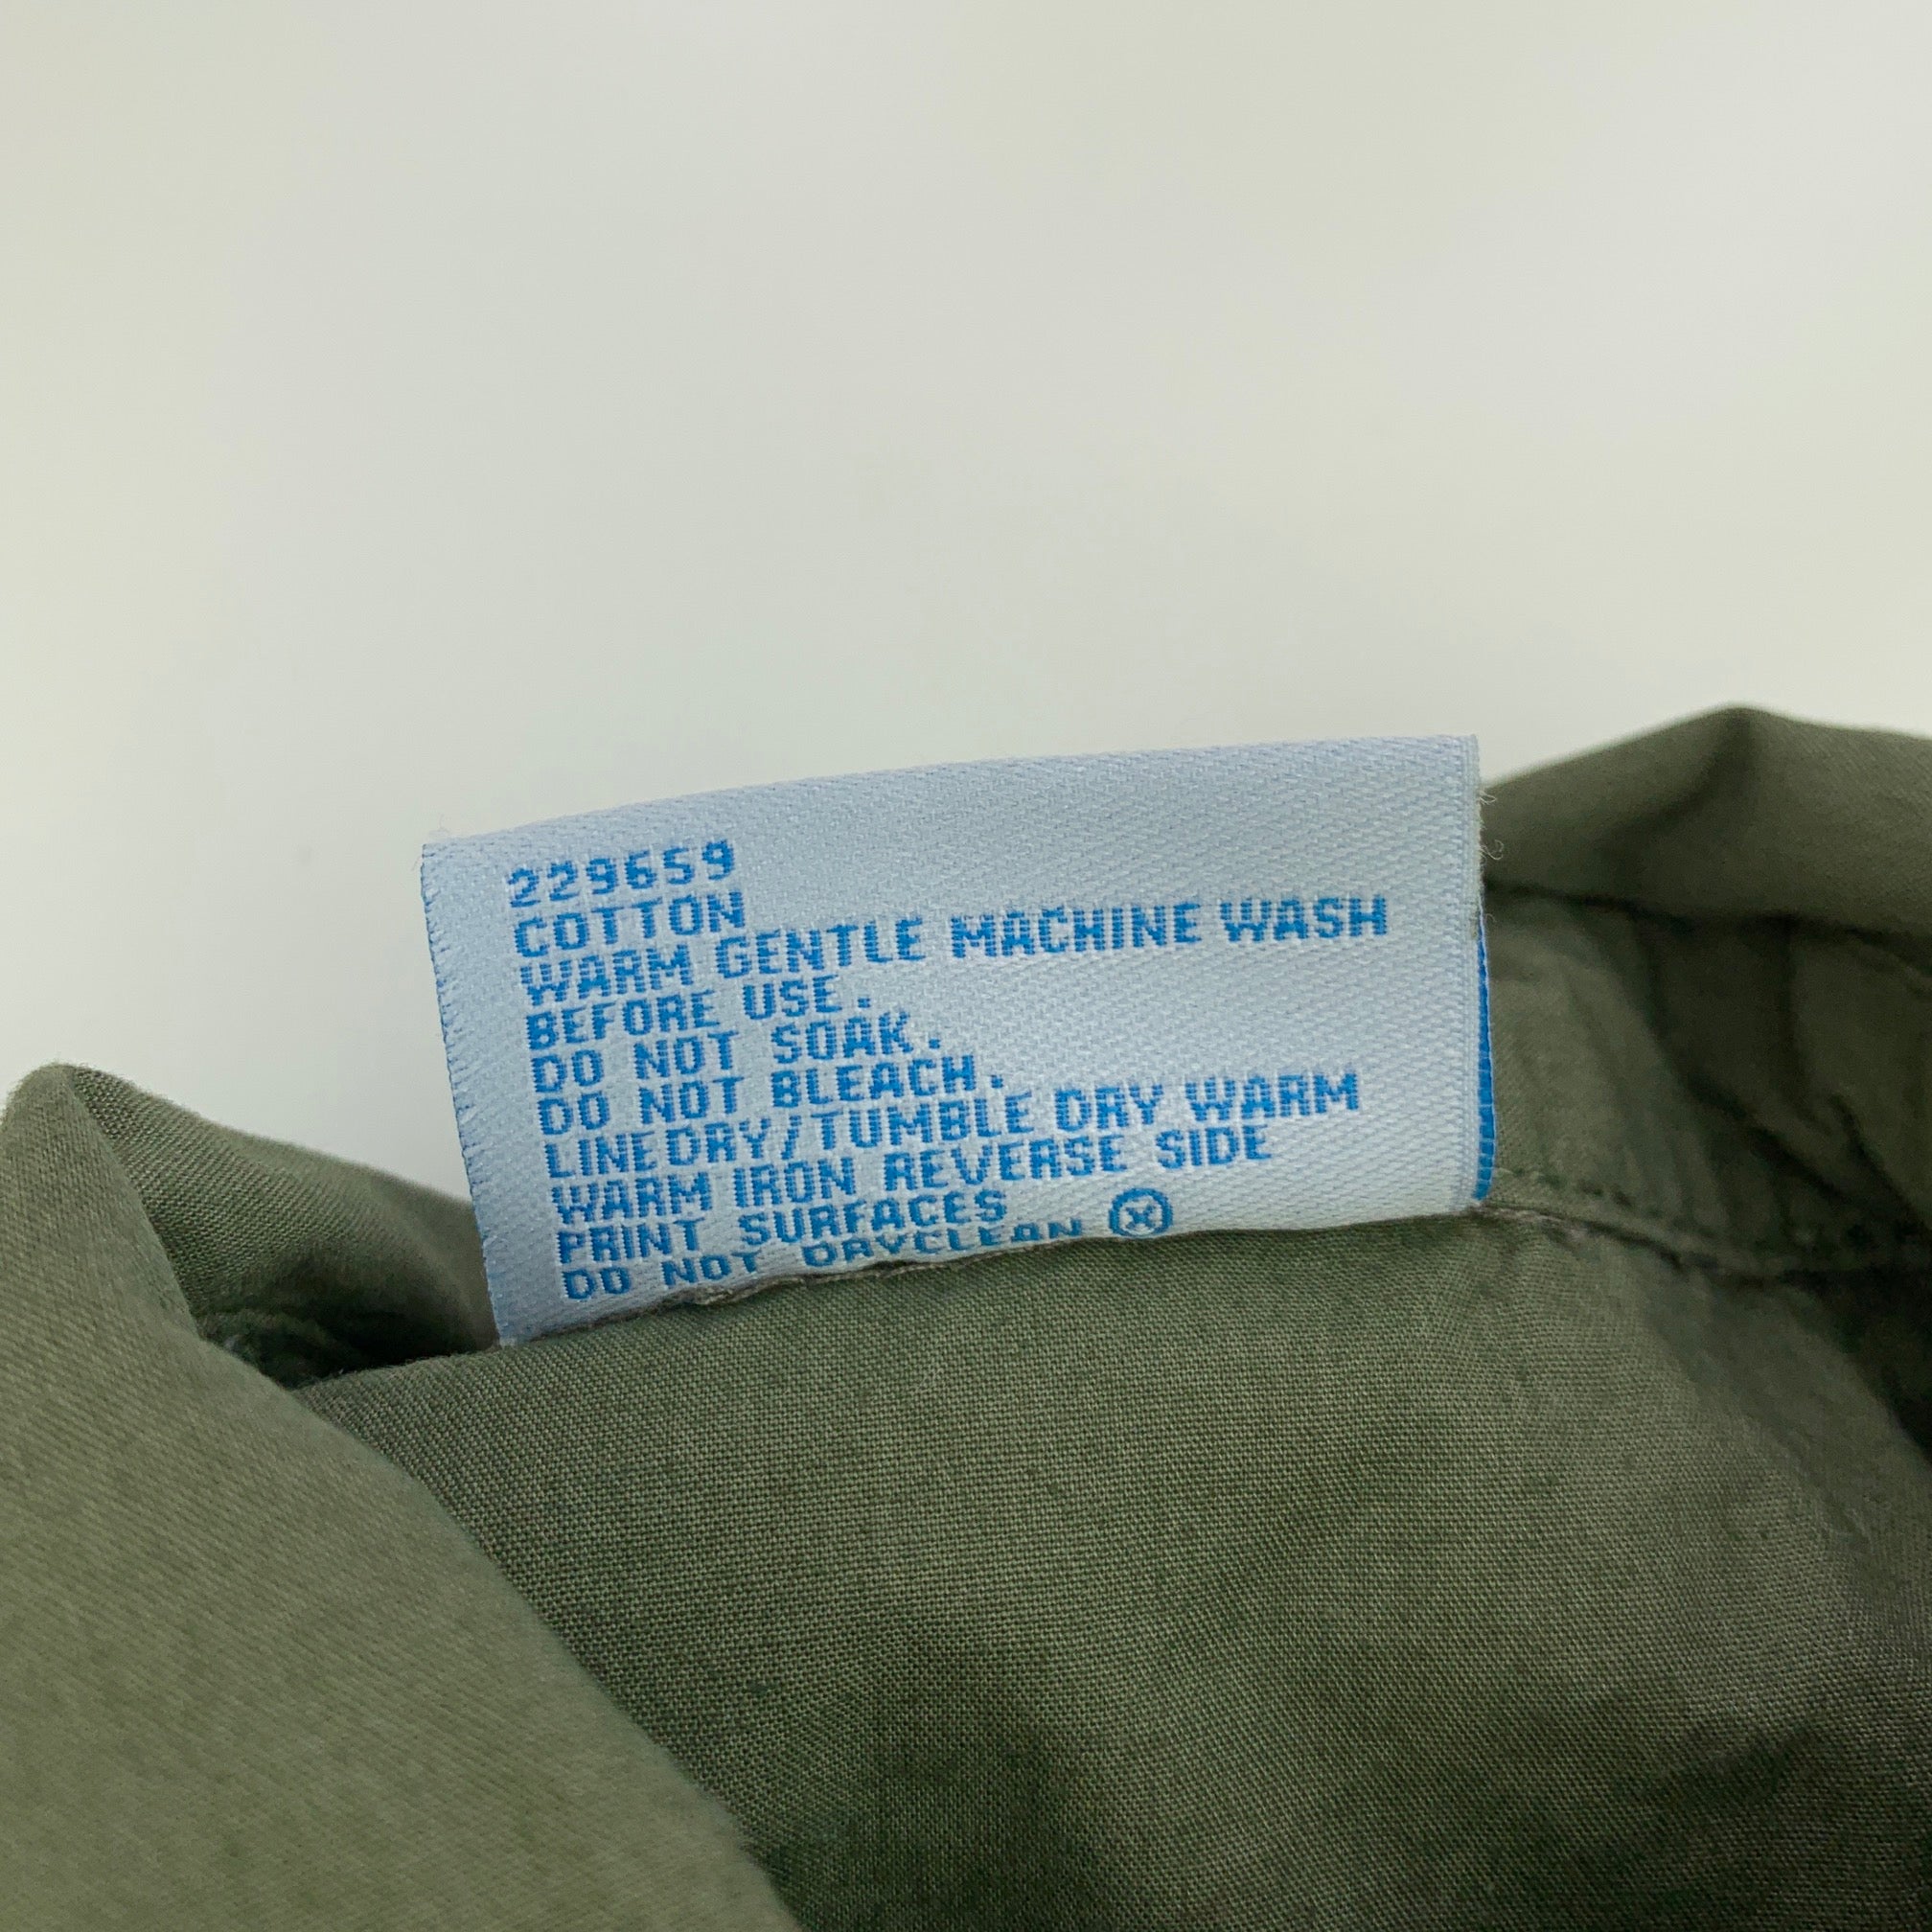 229659
COTTON
WARM GENTLE MACHINE WASH
BEFORE USE.
DO NOT SOAK.
DO NOT BLEACH.
LINEDRY/TUMBLE DRY WARM
WARM IRON REVERSE SIDE
PRINT SURFACES
DO NOT DRYCLEAN Ⓧ